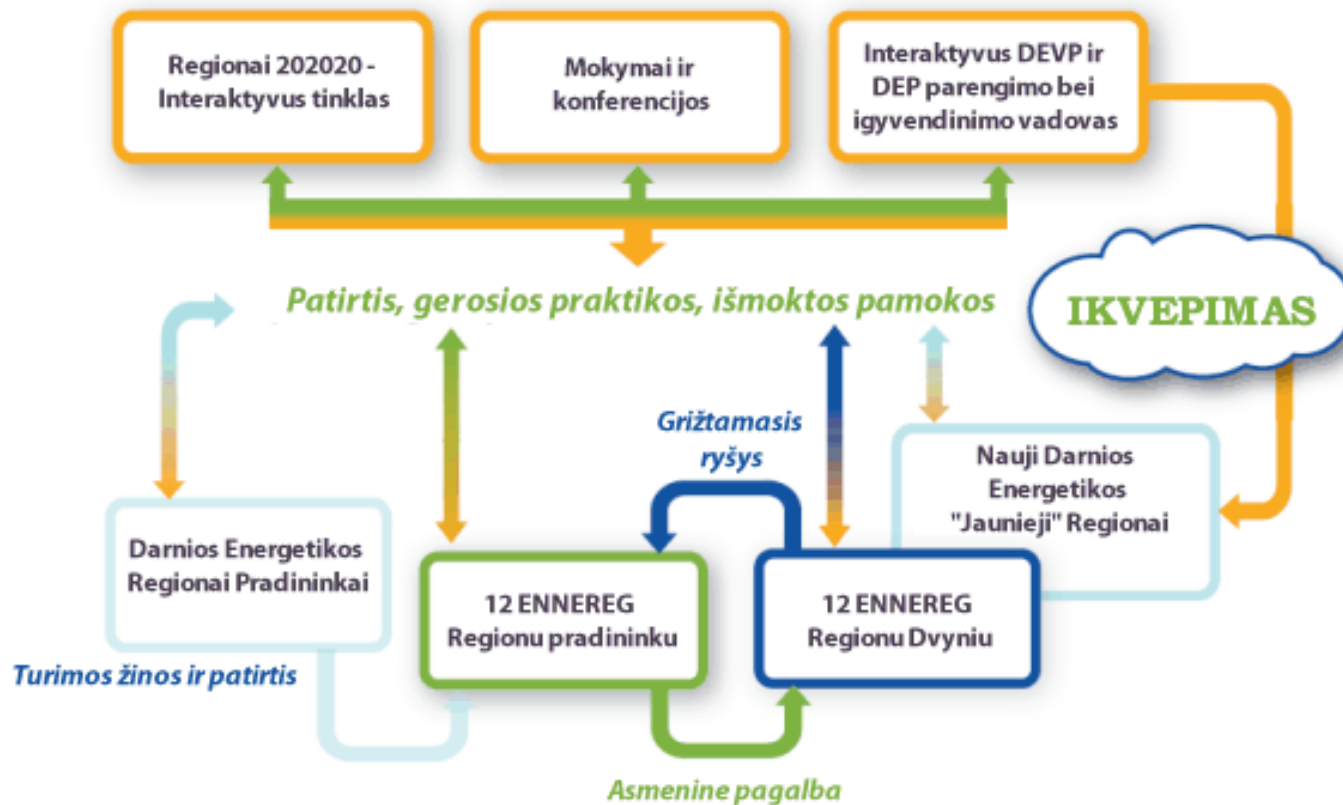 Regionai 202020 -
Interaktyvus tinklas
Mokymai ir
konferencijos
Interaktyvus DEVP ir
DEP parengimo bei
igyvendinimo vadovas
Patirtis, gerosios praktikos, išmoktos pamokos
IKVEPIMAS
Grižtamasis
ryšys
Nauji Darnios
Energetikos
"Jaunieji" Regionai
Darnios Energetikos
Regionai Pradininkai
12 ENNEREG
Regionu pradininku
12 ENNEREG
Regionu Dvyniu
Turimos žinos ir patirtis
Asmenine pagalba